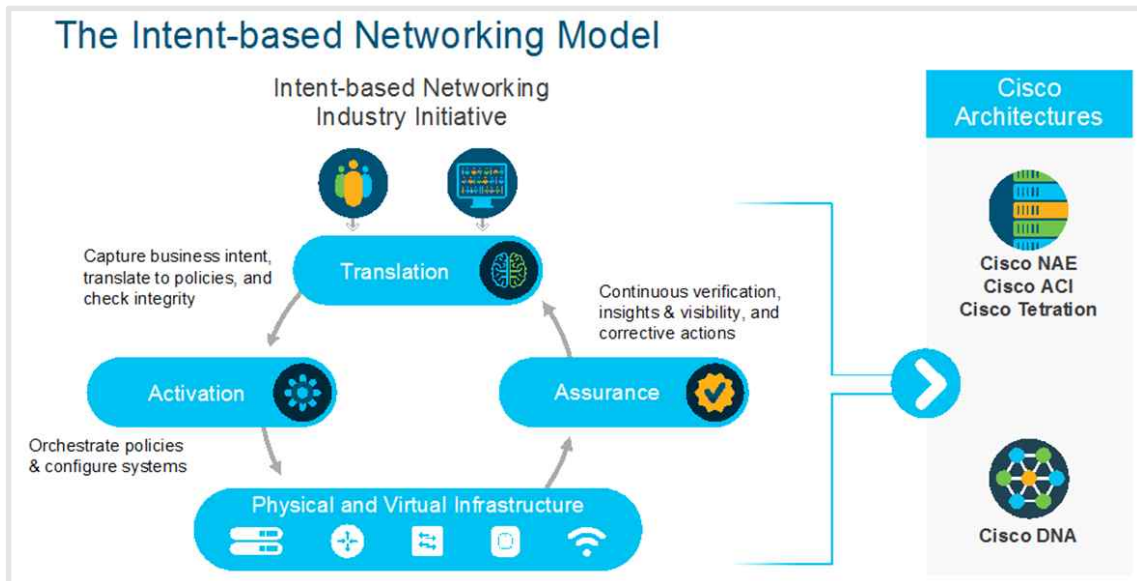 The Intent-based Networking Model
Intent-based Networking
Industry Initiative
Capture business intent,
translate to policies, and
check integrity
Translation
Continuous verification,
insights & visibility, and
corrective actions
Activation
Assurance
Orchestrate policies
& configure systems
Physical and Virtual Infrastructure
Cisco
Architectures
Cisco NAE
Cisco ACI
Cisco Tetration
Cisco DNA